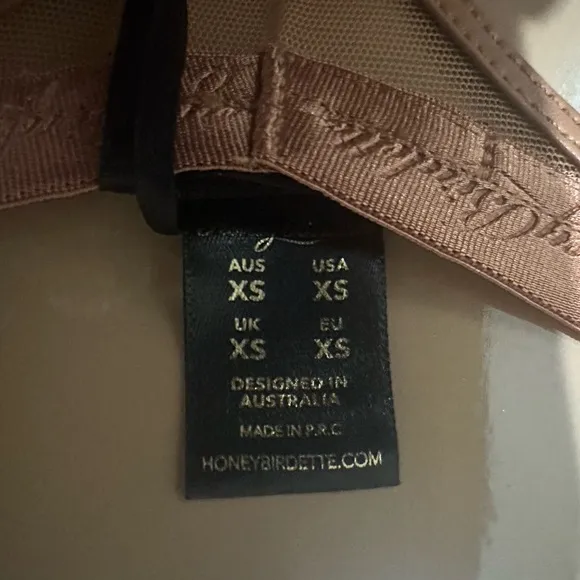 AUS USA
XS XS
UK EU
XS XS
DESIGNED IN
AUSTRALIA
MADE IN P.R.C
HONEYBIRDETTE.COM